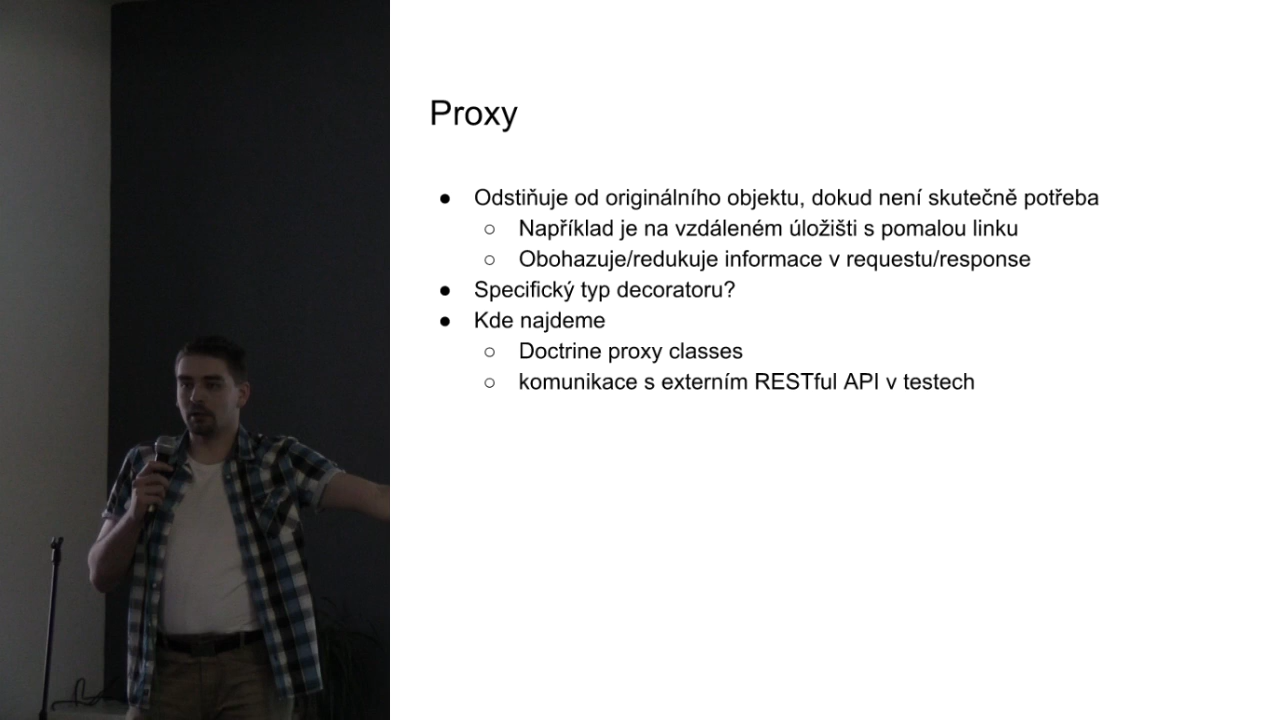 Proxy
● Odstiňuje od originálního objektu, dokud není skutečně potřeba
○ Například je na vzdáleném úložišti s pomalou linku
○ Obohazuje/redukuje informace v requestu/response
● Specifický typ decoratoru?
● Kde najdeme
○ Doctrine proxy classes
○ komunikace s externím RESTful API v testech